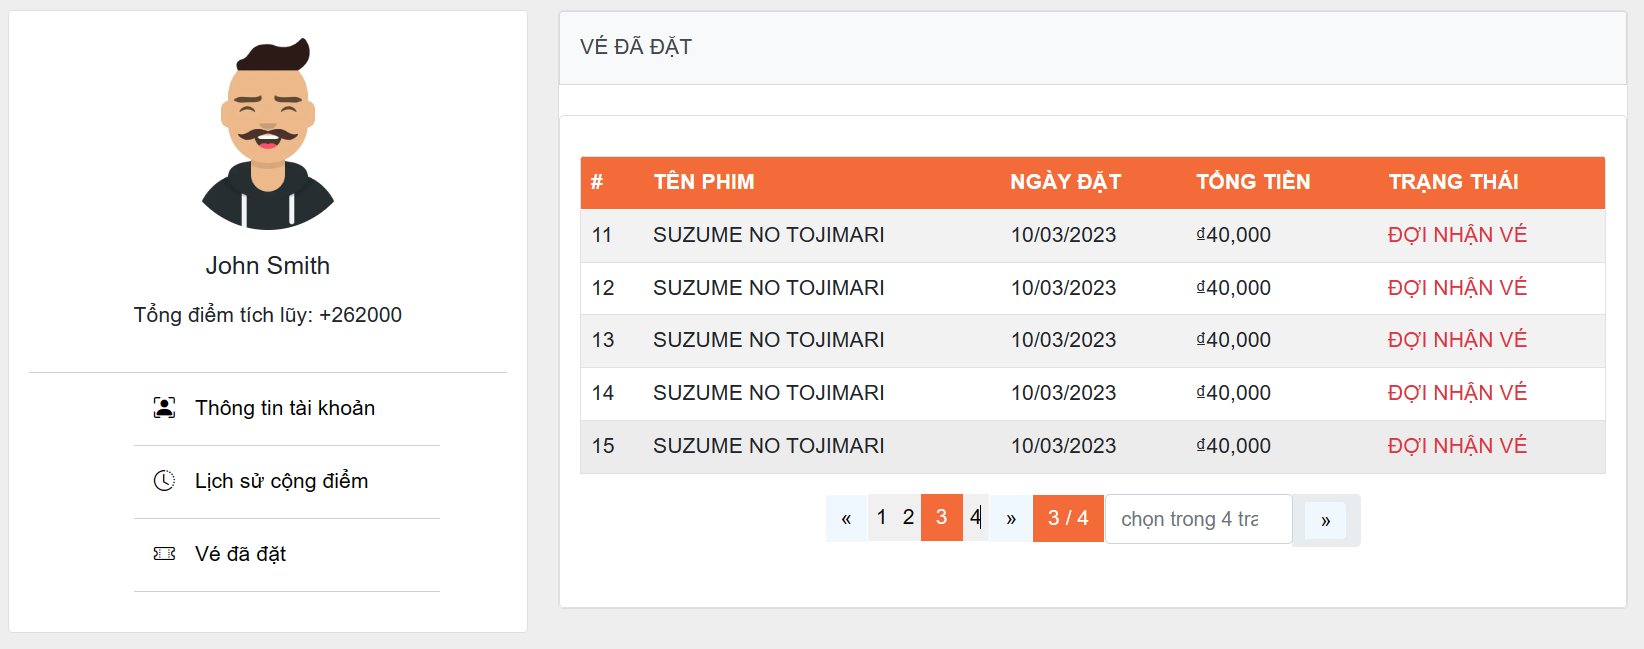 John Smith
Tổng điểm tích lũy: +262000
Thông tin tài khoản
Lịch sử cộng điểm
Vé đã đặt
VÉ ĐÃ ĐẶT
# TÊN PHIM NGÀY ĐẶT TỔNG TIỀN TRẠNG THÁI
11 SUZUME NO TOJIMARI 10/03/2023 ₫40,000 ĐỢI NHẬN VÉ
12 SUZUME NO TOJIMARI 10/03/2023 ₫40,000 ĐỢI NHẬN VÉ
13 SUZUME NO TOJIMARI 10/03/2023 ₫40,000 ĐỢI NHẬN VÉ
14 SUZUME NO TOJIMARI 10/03/2023 ₫40,000 ĐỢI NHẬN VÉ
15 SUZUME NO TOJIMARI 10/03/2023 ₫40,000 ĐỢI NHẬN VÉ
« 1 2 3 4 » 3 / 4 chọn trong 4 tra »